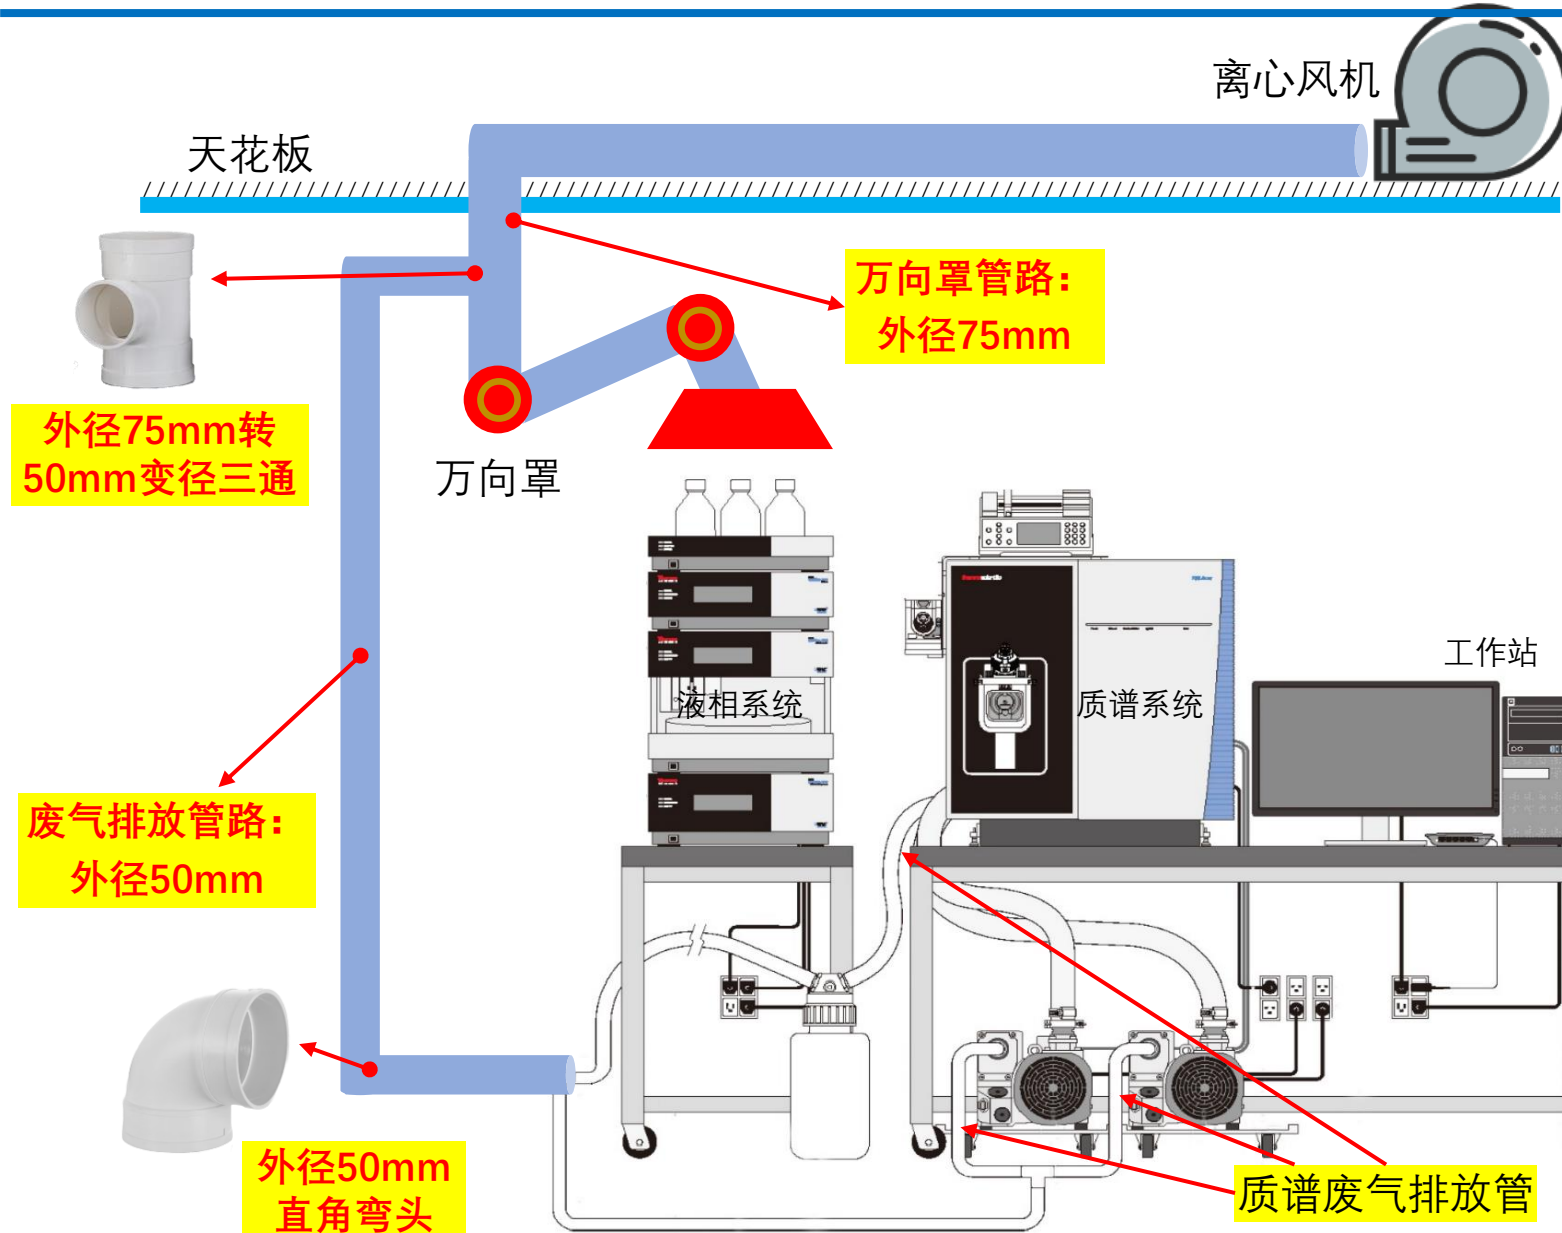 离心风机
天花板
万向罩管路：
外径75mm
外径75mm转
50mm变径三通
万向罩
工作站
液相系统
质谱系统
废气排放管路：
外径50mm
外径50mm
直角弯头
质谱废气排放管